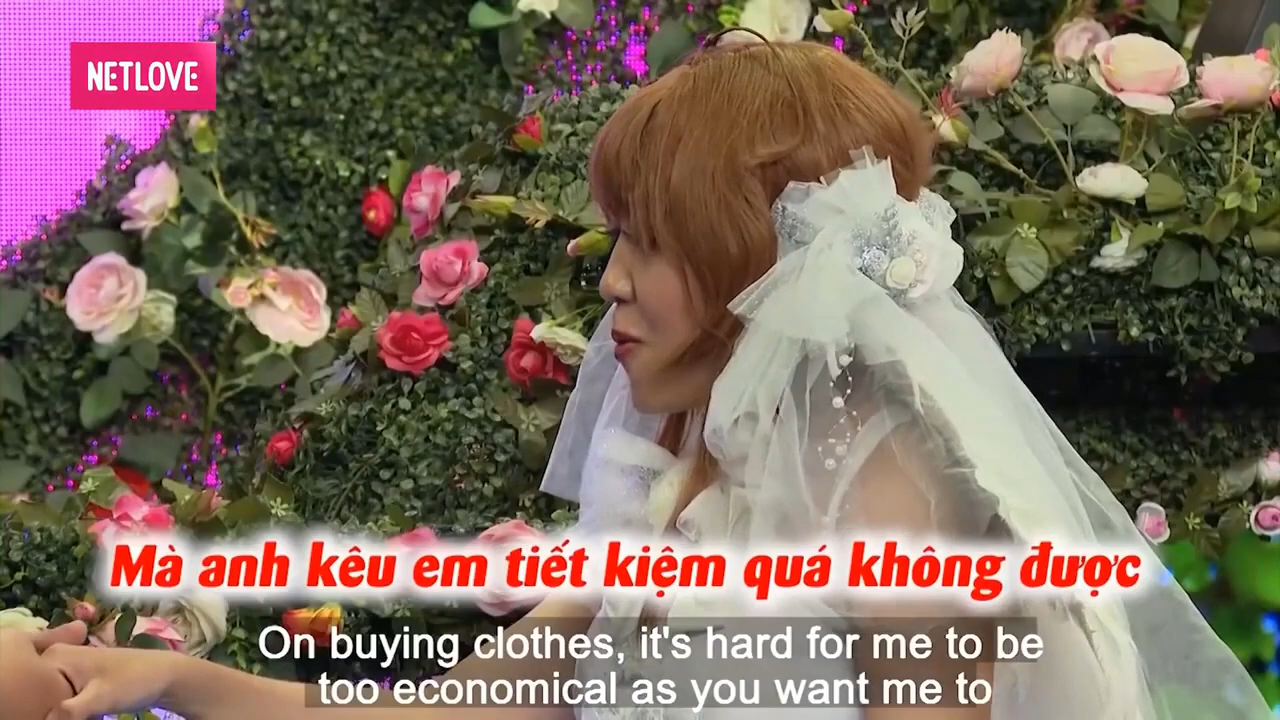 NETLOVE
Mà anh kêu em tiết kiệm quá không được
On buying clothes, it's hard for me to be
too economical as you want me to